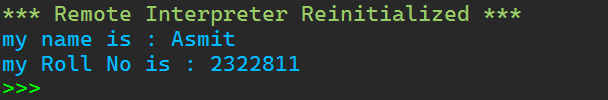 *** Remote Interpreter Reinitialized ***
my name is : Asmit
my Roll No is : 2322811
>>>